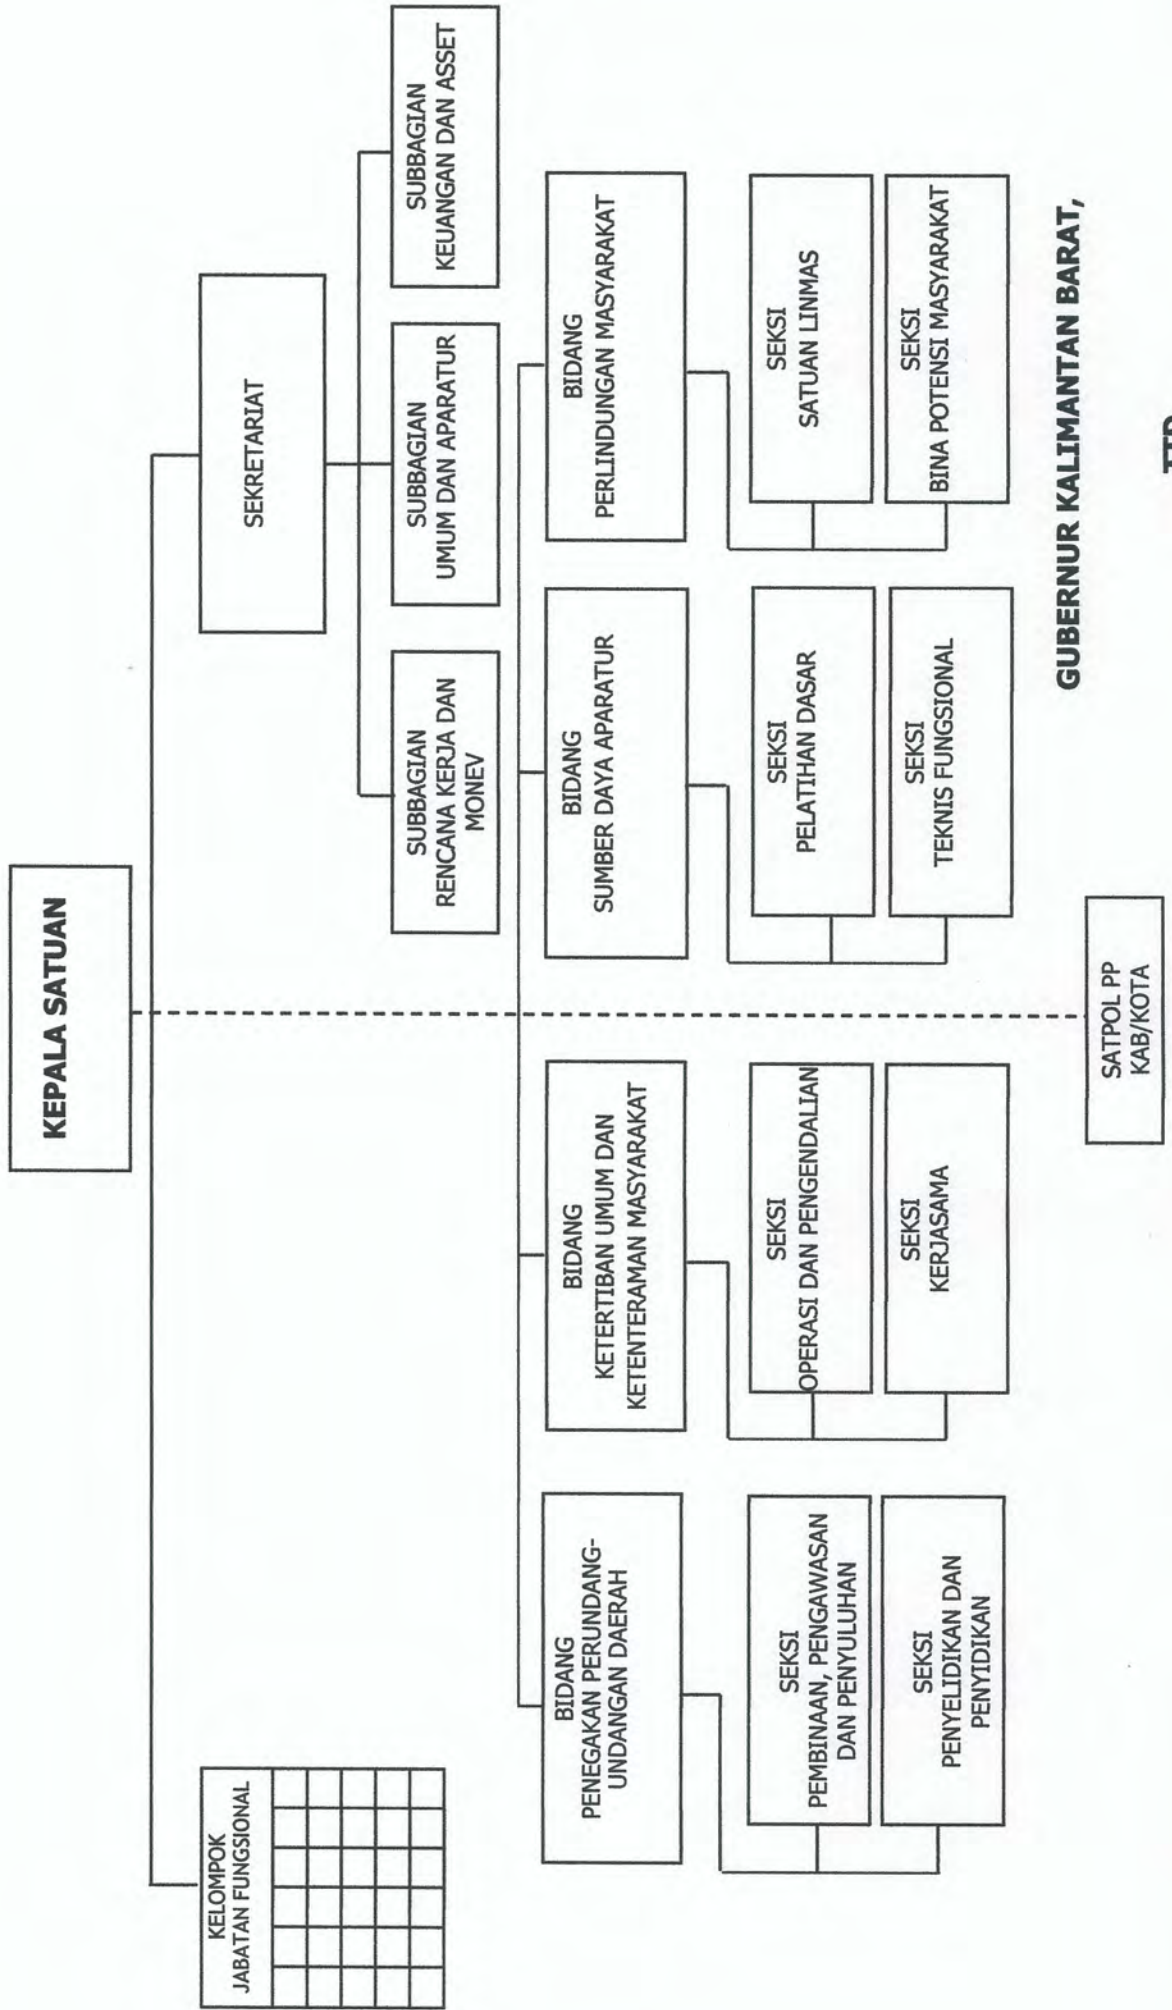 KEPALA SATUAN
KELOMPOK
JABATAN FUNGSIONAL
SEKRETARIAT
SUBBAGIAN
RENCANA KERJA DAN
MONEV
SUBBAGIAN
UMUM DAN APARATUR
SUBBAGIAN
KEUANGAN DAN ASSET
BIDANG
PENEGAKAN PERUNDANG-
UNDANGAN DAERAH
BIDANG
KETERTIBAN UMUM DAN
KETENTERAMAN MASYARAKAT
BIDANG
SUMBER DAYA APARATUR
BIDANG
PERLINDUNGAN MASYARAKAT
SEKSI
PEMBINAAN, PENGAWASAN
DAN PENYULUHAN
SEKSI
OPERASI DAN PENGENDALIAN
SEKSI
PELATIHAN DASAR
SEKSI
SATUAN LINMAS
SEKSI
PENYELIDIKAN DAN
PENYIDIKAN
SEKSI
KERJASAMA
SEKSI
TEKNIS FUNGSIONAL
SEKSI
BINA POTENSI MASYARAKAT
SATPOL PP
KAB/KOTA
GUBERNUR KALIMANTAN BARAT,